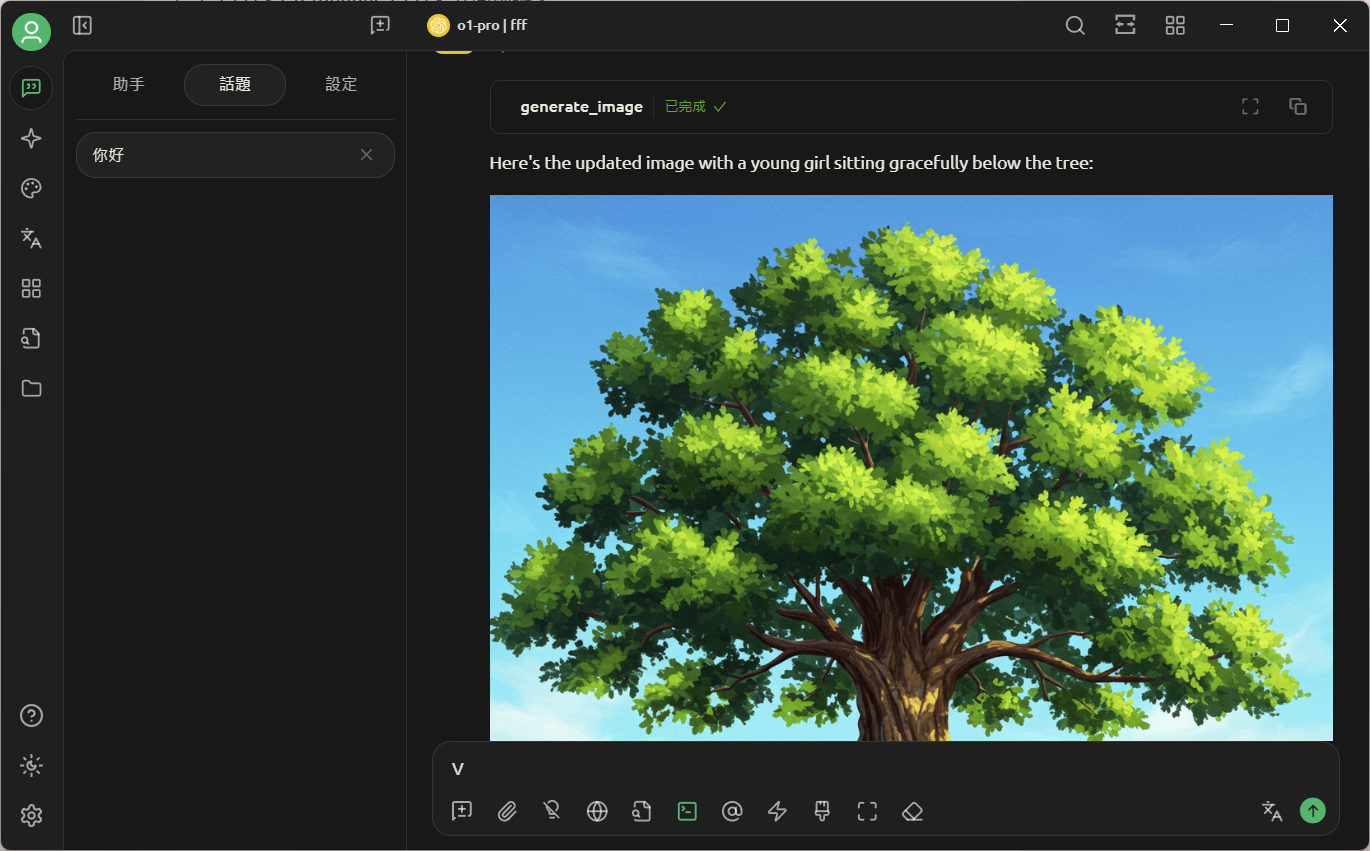 o1-pro | fff
助手
話題
設定
你好
generate_image
已完成
Here's the updated image with a young girl sitting gracefully below the tree:
V